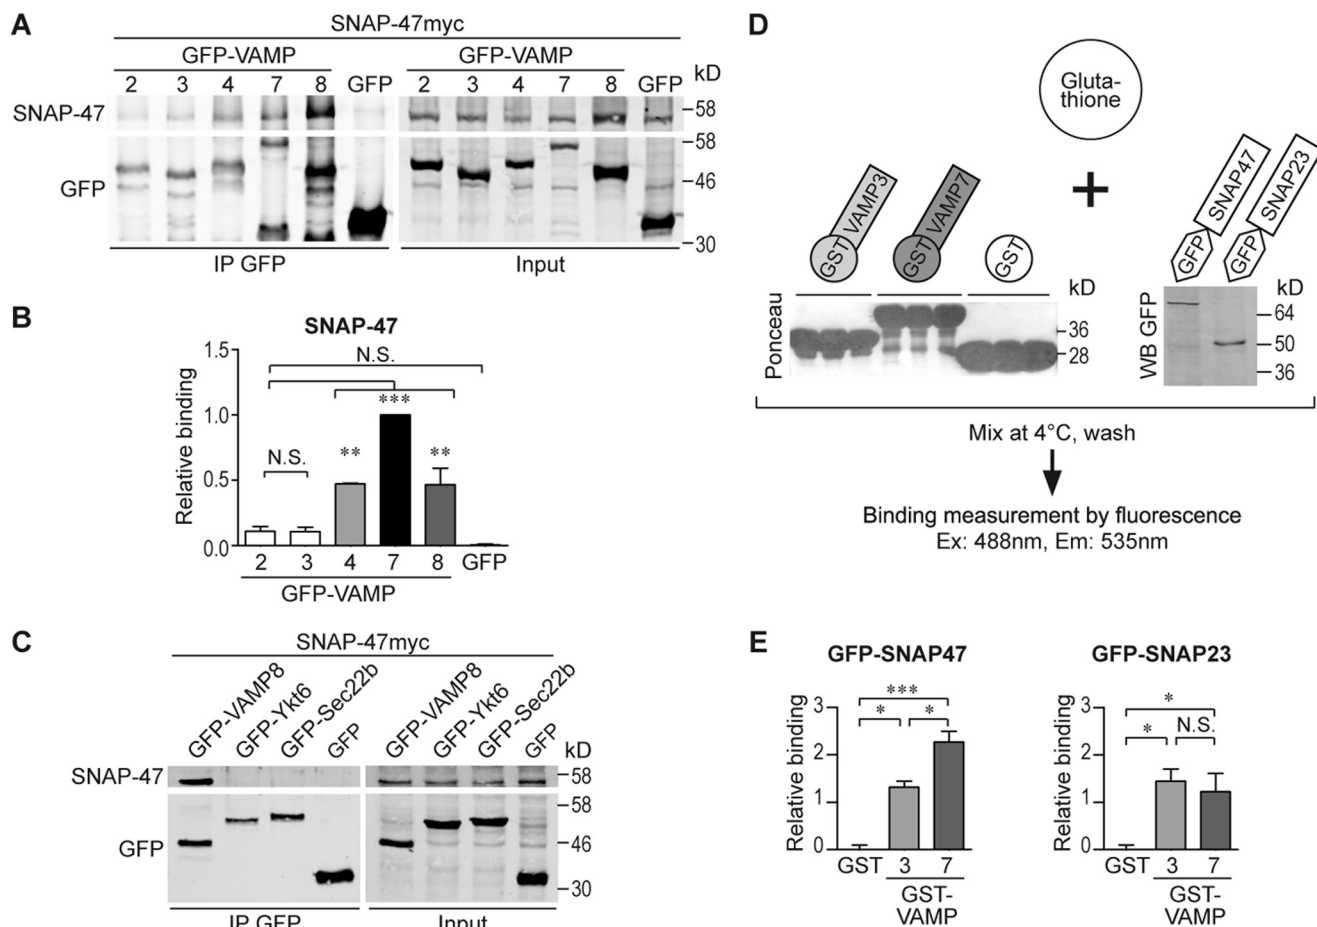 A
SNAP-47myc
GFP-VAMP
GFP-VAMP
2 3 4 7 8 GFP
2 3 4 7 8 GFP
kD
SNAP-47
58
58
GFP
46
30
IP GFP
Input
B
SNAP-47
Relative binding
1.5
1.0
0.5
0.0
N.S.
***
N.S.
**
**
2 3 4 7 8 GFP
GFP-VAMP
C
SNAP-47myc
GFP-VAMP8
GFP-Ykt6
GFP-Sec22b
GFP
GFP-VAMP8
GFP-Ykt6
GFP-Sec22b
GFP
kD
SNAP-47
58
58
GFP
46
30
IP GFP
Input
D
Gluta-
thione
+
GST VAMP3
GST VAMP7
GST
GFP SNAP47
GFP SNAP23
Ponceau
kD
36
28
WB GFP
kD
64
50
36
Mix at 4°C, wash
Binding measurement by fluorescence
Ex: 488nm, Em: 535nm
E
GFP-SNAP47
Relative binding
3
2
1
0
***
*
*
GST 3 7
GST-
VAMP
GFP-SNAP23
Relative binding
3
2
1
0
*
*
N.S.
GST 3 7
GST-
VAMP